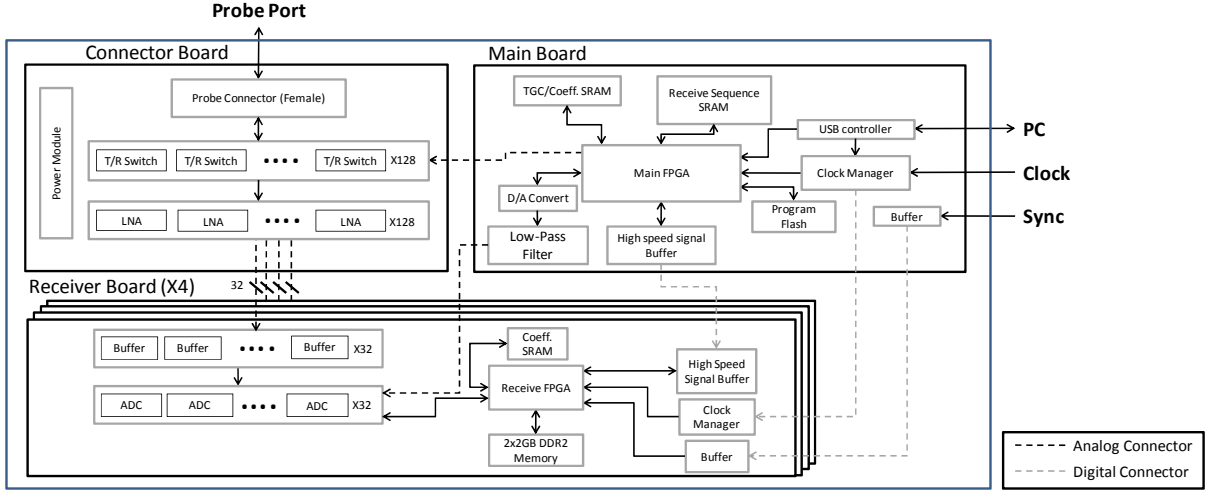 Probe Port
Connector Board
Main Board
Probe Connector (Female)
Power Module
T/R Switch
T/R Switch
T/R Switch
X128
LNA
LNA
LNA
X128
TGC/Coeff. SRAM
Receive Sequence
SRAM
USB controller
PC
Main FPGA
Clock Manager
Clock
D/A Convert
Program
Flash
Buffer
Sync
Low-Pass
Filter
High speed signal
Buffer
Receiver Board (X4)
32
Buffer
Buffer
Buffer
X32
ADC
ADC
ADC
X32
Coeff.
SRAM
Receive FPGA
2x2GB DDR2
Memory
High Speed
Signal Buffer
Clock
Manager
Buffer
Analog Connector
Digital Connector